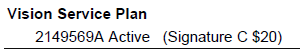 Vision Service Plan
2149569A Active (Signature C $20)